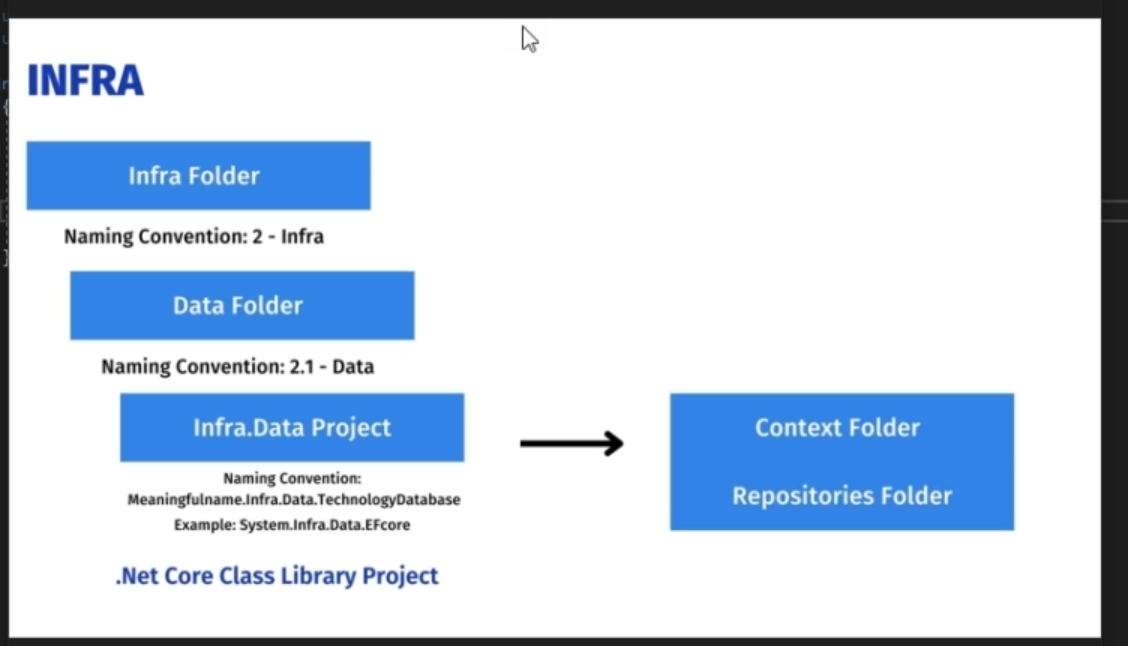 INFRA
Infra Folder
Naming Convention: 2 - Infra
Data Folder
Naming Convention: 2.1 - Data
Infra.Data Project
Naming Convention:
Meaningfulname.Infra.Data.TechnologyDatabase
Example: System.Infra.Data.EFcore
.Net Core Class Library Project
Context Folder
Repositories Folder